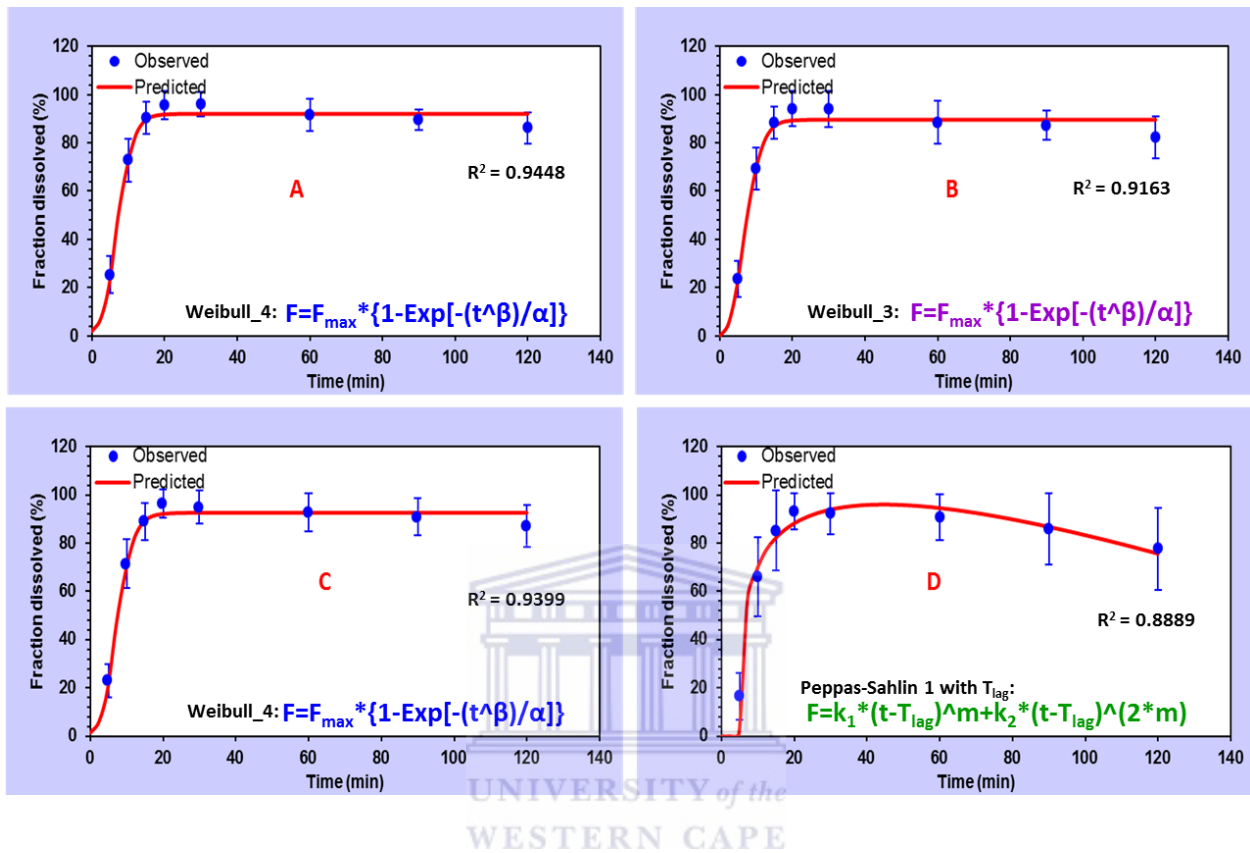 120
100
80
60
40
20
0
Fraction dissolved (%)
Observed
Predicted
R² = 0.9448
A
Weibull_4: F=Fmax*{1-Exp[-(t^β)/α]}
0 20 40 60 80 100 120 140
Time (min)
120
100
80
60
40
20
0
Fraction dissolved (%)
Observed
Predicted
B
R² = 0.9163
Weibull_3: F=Fmax*{1-Exp[-(t^β)/α]}
0 20 40 60 80 100 120 140
Time (min)
120
100
80
60
40
20
0
Fraction dissolved (%)
Observed
Predicted
C
R² = 0.9399
Weibull_4: F=Fmax*{1-Exp[-(t^β)/α]}
0 20 40 60 80 100 120 140
Time (min)
120
100
80
60
40
20
0
Fraction dissolved (%)
Observed
Predicted
D
R² = 0.8889
Peppas-Sahlin 1 with Tlag:
F=k₁*(t-Tlag)^m+k₂*(t-Tlag)^(2*m)
0 20 40 60 80 100 120 140
Time (min)
UNIVERSITY of the
WESTERN CAPE